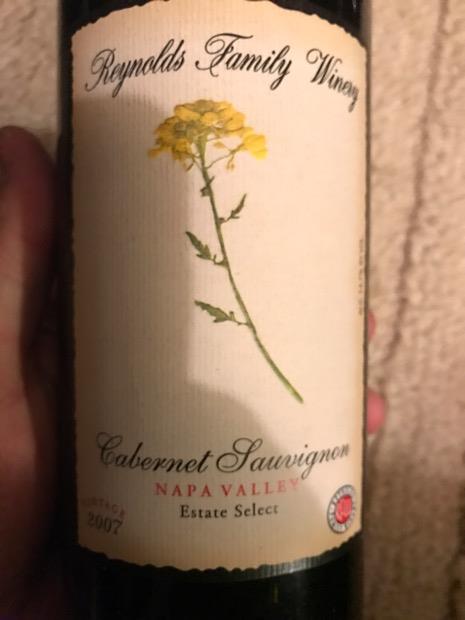 Reynolds Family Winery
Cabernet Sauvignon
NAPA VALLEY
Estate Select
VINTAGE
2007